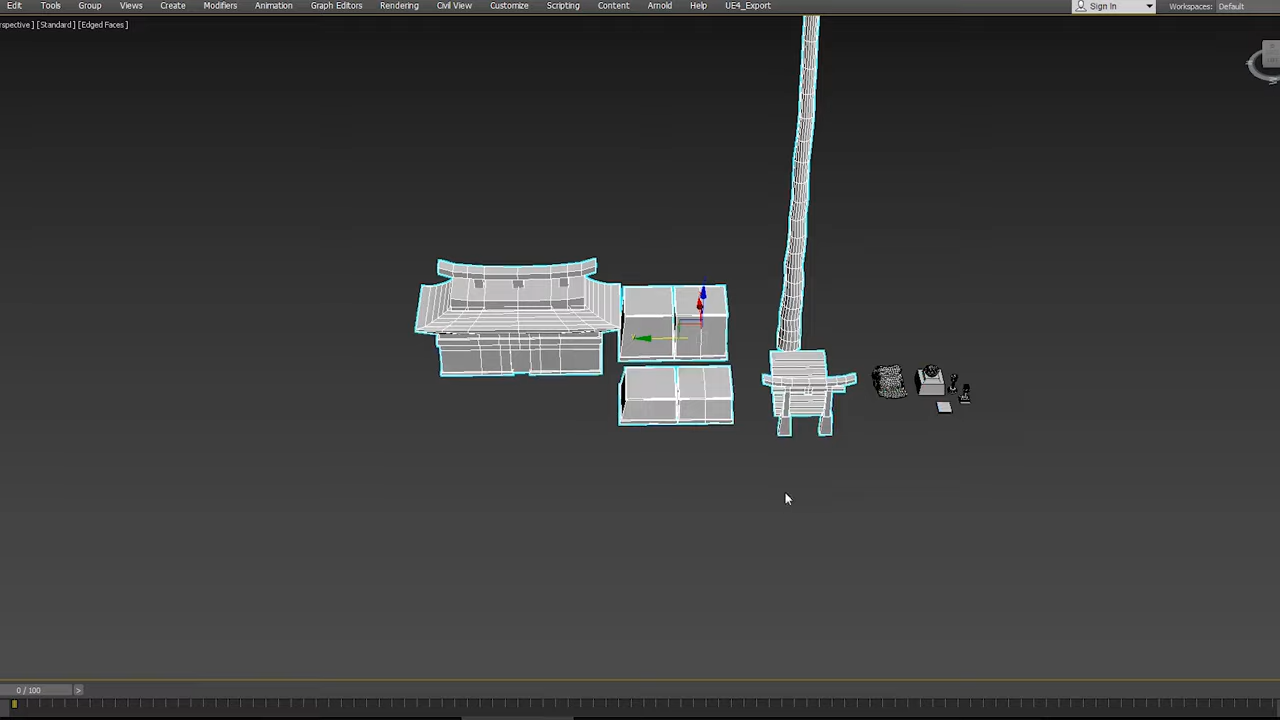 Edit Tools Group Views Create Modifiers Animation Graph Editors Rendering Civil View Customize Scripting Content Arnold Help UE4_Export Sign In Workspaces: Default
erspective ] [Standard ] [Edged Faces ]
0 / 100 >